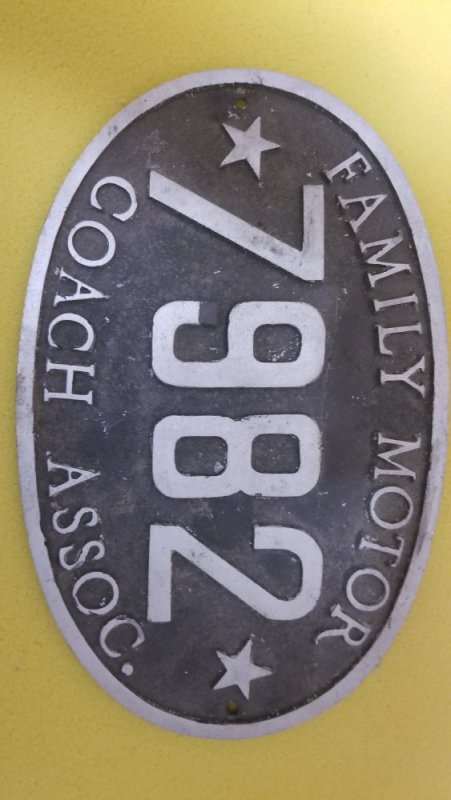 FAMILY MOTOR
7982
COACH ASSOC.